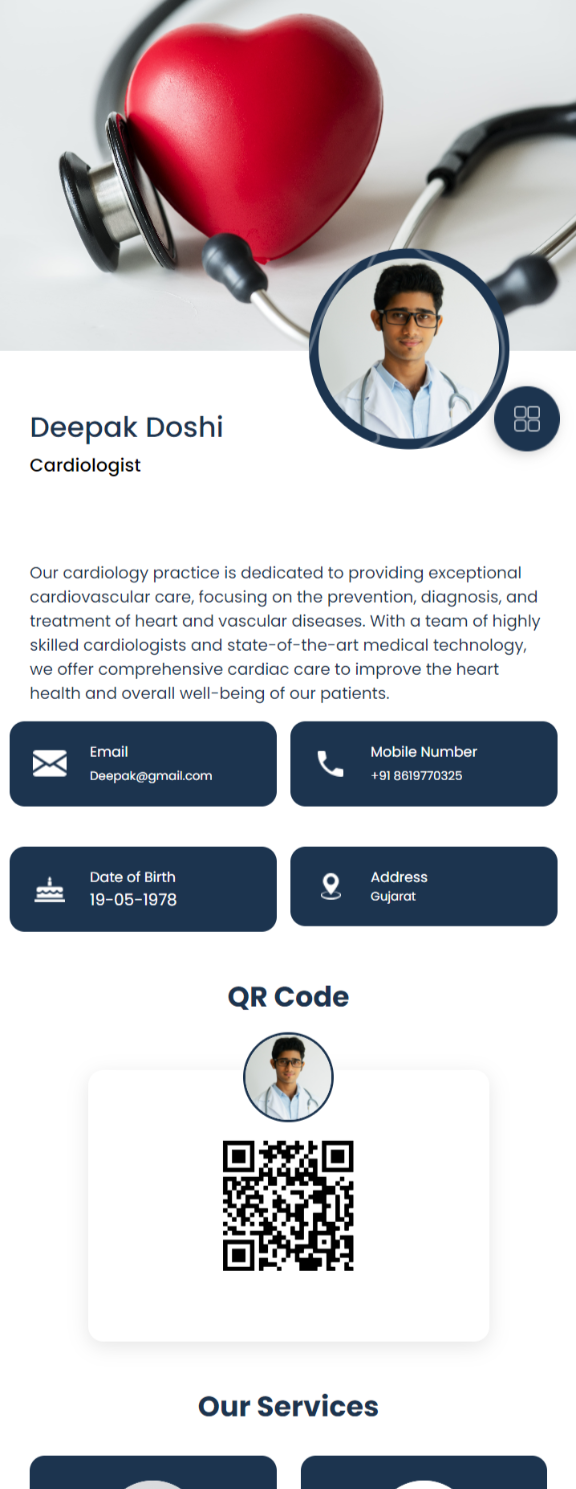 Deepak Doshi
Cardiologist
Our cardiology practice is dedicated to providing exceptional
cardiovascular care, focusing on the prevention, diagnosis, and
treatment of heart and vascular diseases. With a team of highly
skilled cardiologists and state-of-the-art medical technology,
we offer comprehensive cardiac care to improve the heart
health and overall well-being of our patients.
Email
Deepak@gmail.com
Mobile Number
+91 8619770325
Date of Birth
19-05-1978
Address
Gujarat
QR Code
Our Services